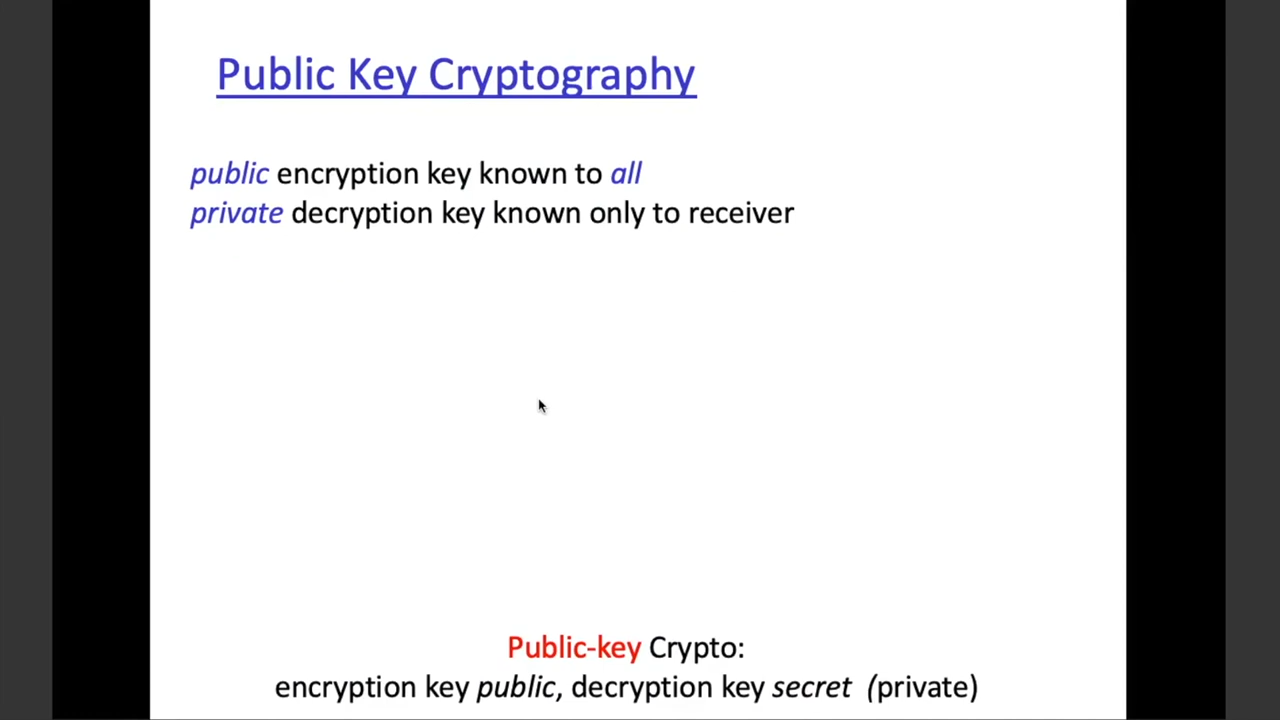 Public Key Cryptography
public encryption key known to all
private decryption key known only to receiver
Public-key Crypto:
encryption key public, decryption key secret (private)